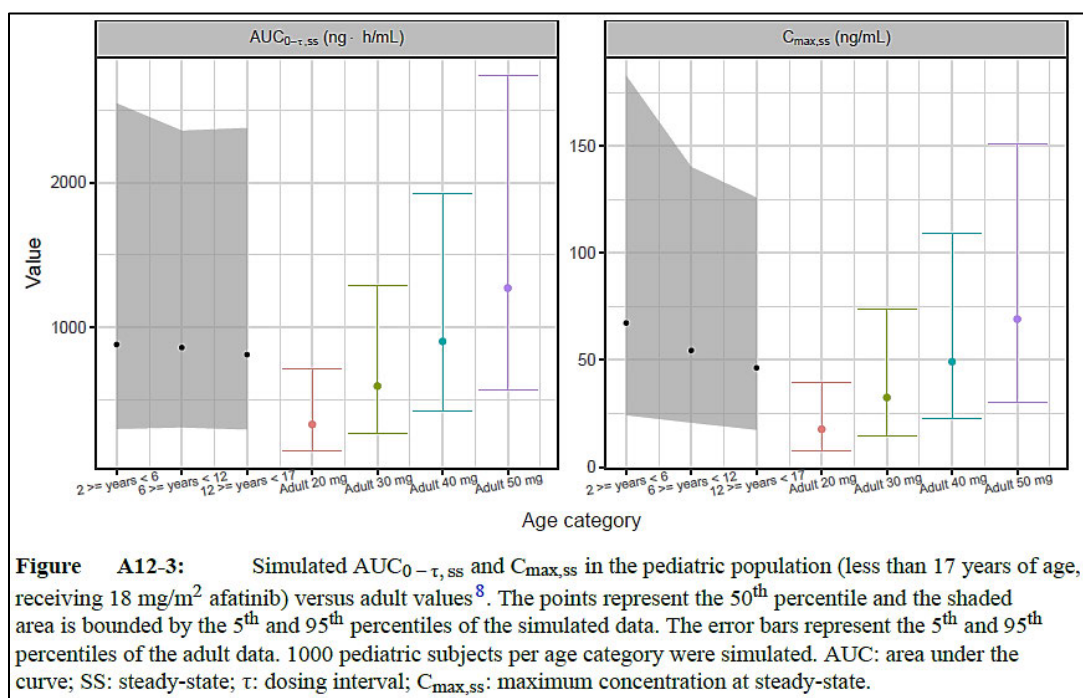 AUC₀₋τ,ss (ng· h/mL)
Cmax,ss (ng/mL)
Value
2000
1000
150
100
50
0
2 >= years < 6
6 >= years < 12
12 >= years < 17
Adult 20 mg
Adult 30 mg
Adult 40 mg
Adult 50 mg
2 >= years < 6
6 >= years < 12
12 >= years < 17
Adult 20 mg
Adult 30 mg
Adult 40 mg
Adult 50 mg
Age category
Figure A12-3: Simulated AUC0 − τ, ss and Cmax,ss in the pediatric population (less than 17 years of age,
receiving 18 mg/m² afatinib) versus adult values⁸. The points represent the 50th percentile and the shaded
area is bounded by the 5th and 95th percentiles of the simulated data. The error bars represent the 5th and 95th
percentiles of the adult data. 1000 pediatric subjects per age category were simulated. AUC: area under the
curve; SS: steady-state; τ: dosing interval; Cmax,ss: maximum concentration at steady-state.